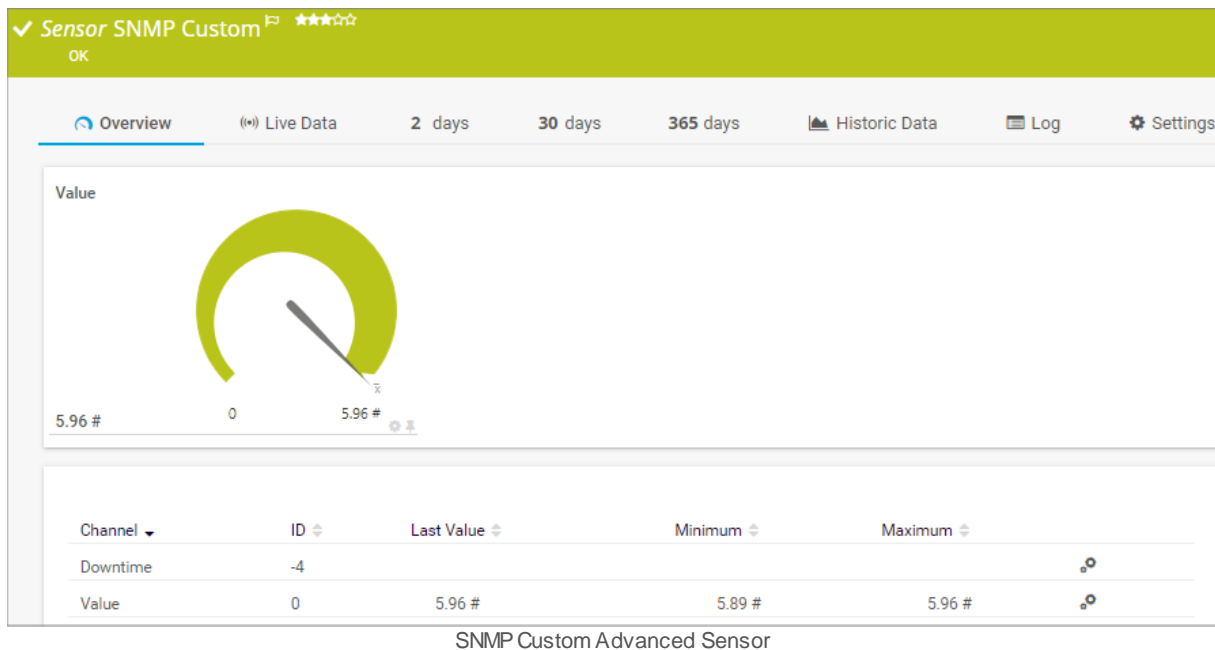 Sensor SNMP Custom
OK
Overview Live Data 2 days 30 days 365 days Historic Data Log Settings
Value
x̄
5.96 # 0 5.96 #
Channel ID Last Value Minimum Maximum
Downtime -4
Value 0 5.96 # 5.89 # 5.96 #
SNMP Custom Advanced Sensor